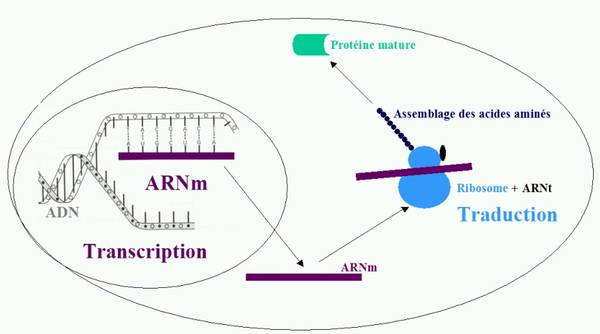 Protéine mature
Assemblage des acides aminés
ARNm
ADN
Ribosome + ARNt
Traduction
Transcription
ARNm